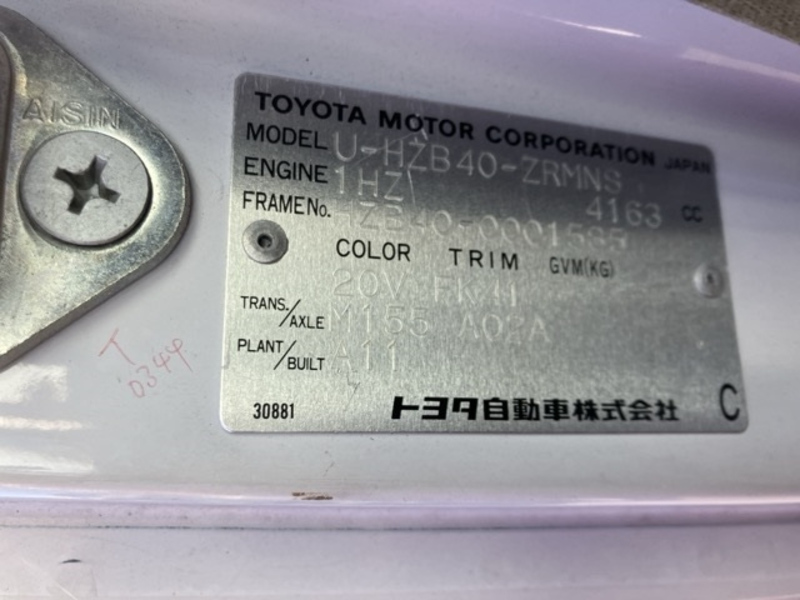 AISIN
TOYOTA MOTOR CORPORATION JAPAN
MODEL U-HZB40-ZRMNS
ENGINE 1HZ 4163 CC
FRAME No. HZB40-0001585
COLOR TRIM GVM(KG)
20V FK41
TRANS./AXLE M155 A02A
PLANT/BUILT A11
30881 トヨタ自動車株式会社 C
T
0344